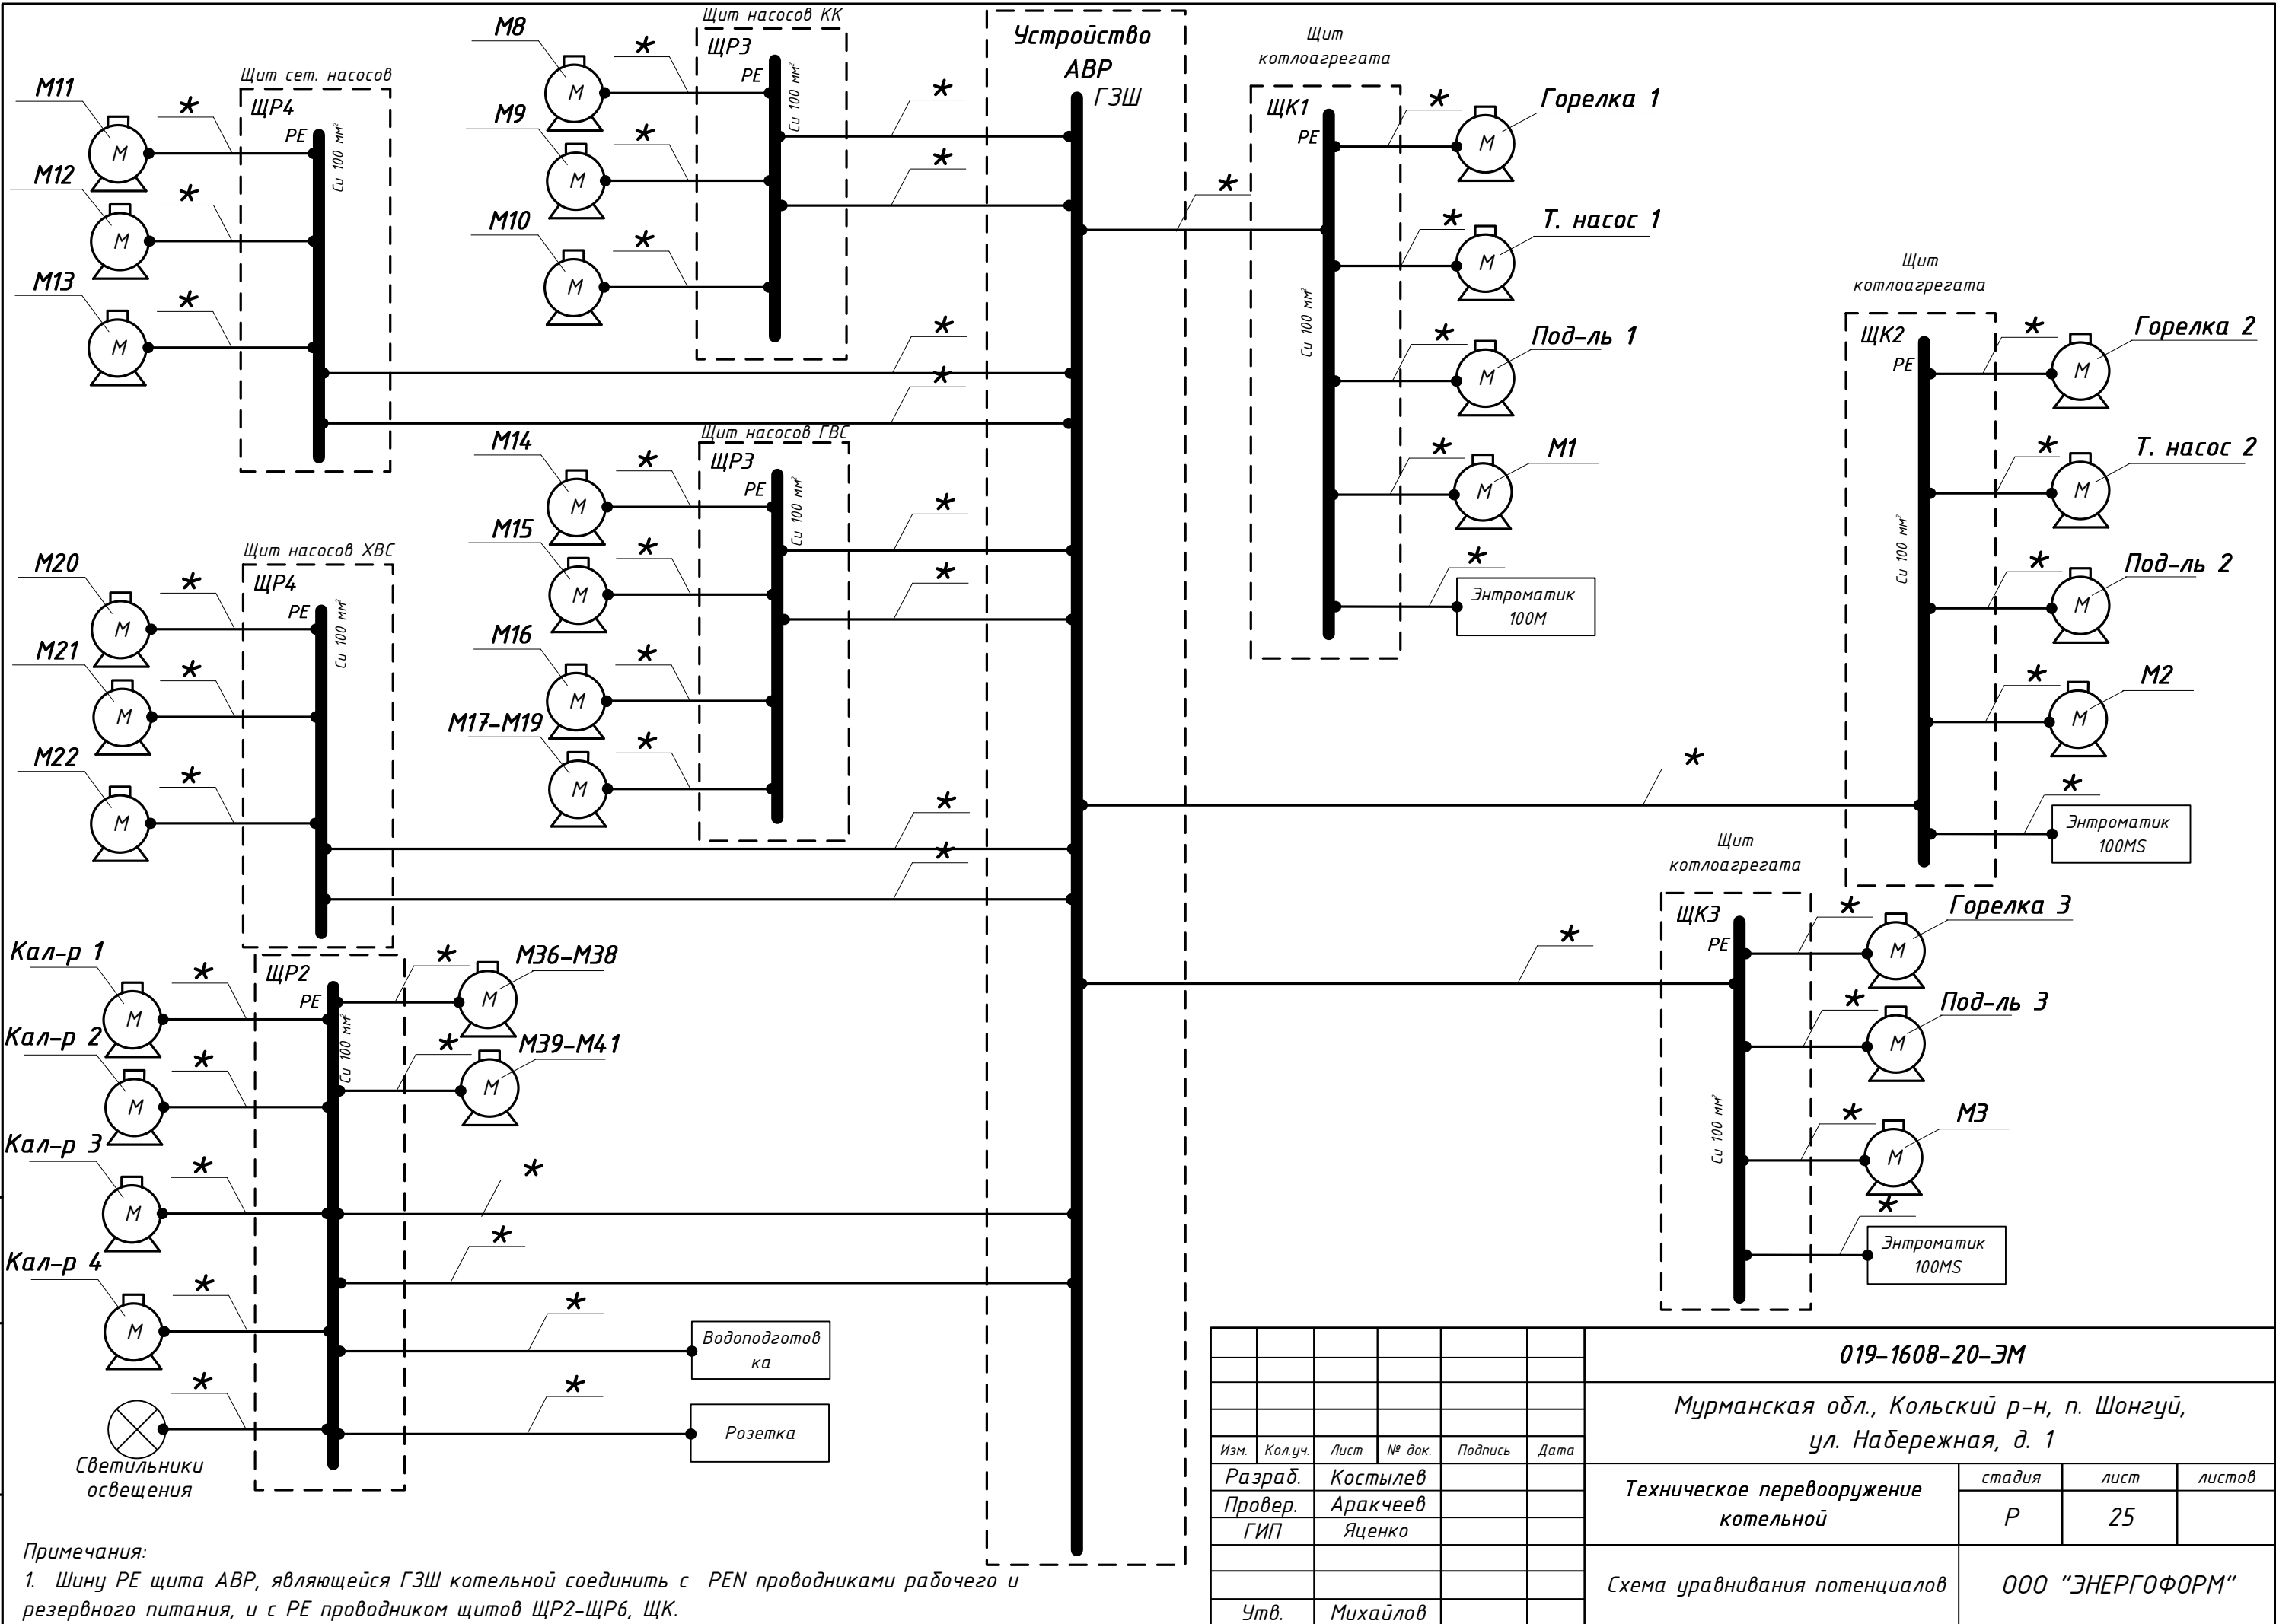 Щит сет. насосов
ЩР4
PE
Cu 100 мм²
М11
*
М
М12
*
М
М13
*
М
Щит насосов КК
ЩР3
PE
Cu 100 мм²
М8
*
М
М9
*
М
М10
*
М
*
*
*
*
Устройство
АВР
ГЗШ
Щит
котлоагрегата
ЩК1
PE
Cu 100 мм²
*
*
Горелка 1
М
*
Т. насос 1
М
*
Под-ль 1
М
*
М1
М
*
Энтроматик
100М
Щит
котлоагрегата
ЩК2
PE
Cu 100 мм²
*
Горелка 2
М
*
Т. насос 2
М
*
Под-ль 2
М
*
М2
М
*
*
Энтроматик
100MS
Щит насосов ГВС
ЩР3
PE
Cu 100 мм²
М14
*
М
М15
*
М
М16
*
М
М17-М19
*
М
*
*
*
*
Щит насосов ХВС
ЩР4
PE
Cu 100 мм²
М20
*
М
М21
*
М
М22
*
М
Щит
котлоагрегата
ЩК3
PE
Cu 100 мм²
*
*
Горелка 3
М
*
Под-ль 3
М
*
М3
М
*
Энтроматик
100MS
ЩР2
PE
Cu 100 мм²
Кал-р 1
*
М
Кал-р 2
*
М
Кал-р 3
*
М
Кал-р 4
*
М
*
Светильники
освещения
*
М36-М38
М
*
М39-М41
М
*
*
*
Водоподготов
ка
*
Розетка
Примечания:
1. Шину PE щита АВР, являющейся ГЗШ котельной соединить с PEN проводниками рабочего и
резервного питания, и с PE проводником щитов ЩР2-ЩР6, ЩК.
019-1608-20-ЭМ
Мурманская обл., Кольский р-н, п. Шонгуй,
ул. Набережная, д. 1
Изм. Кол.уч. Лист № док. Подпись Дата
Разраб. Костылев
Провер. Аракчеев
ГИП Яценко
Утв. Михайлов
Техническое перевооружение
котельной
стадия лист листов
Р 25
Схема уравнивания потенциалов
ООО "ЭНЕРГОФОРМ"